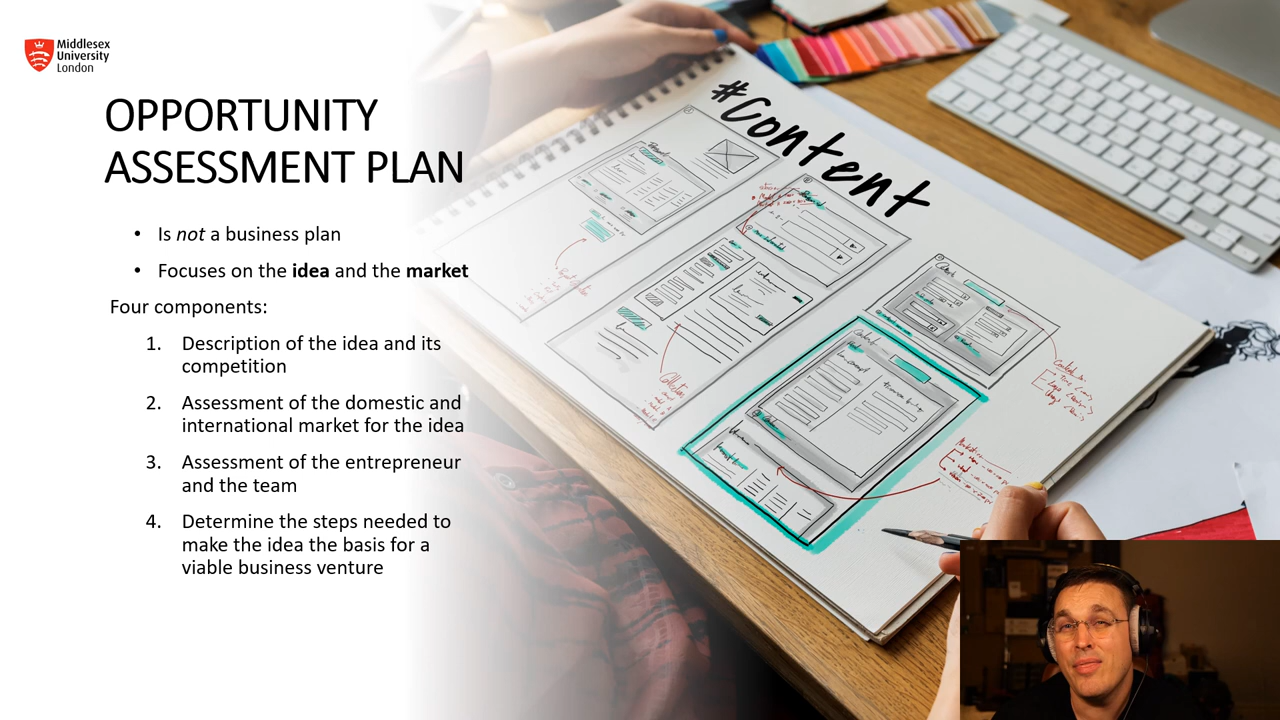 Middlesex
University
London
OPPORTUNITY
ASSESSMENT PLAN
• Is not a business plan
• Focuses on the idea and the market
Four components:
1. Description of the idea and its
competition
2. Assessment of the domestic and
international market for the idea
3. Assessment of the entrepreneur
and the team
4. Determine the steps needed to
make the idea the basis for a
viable business venture
#Content